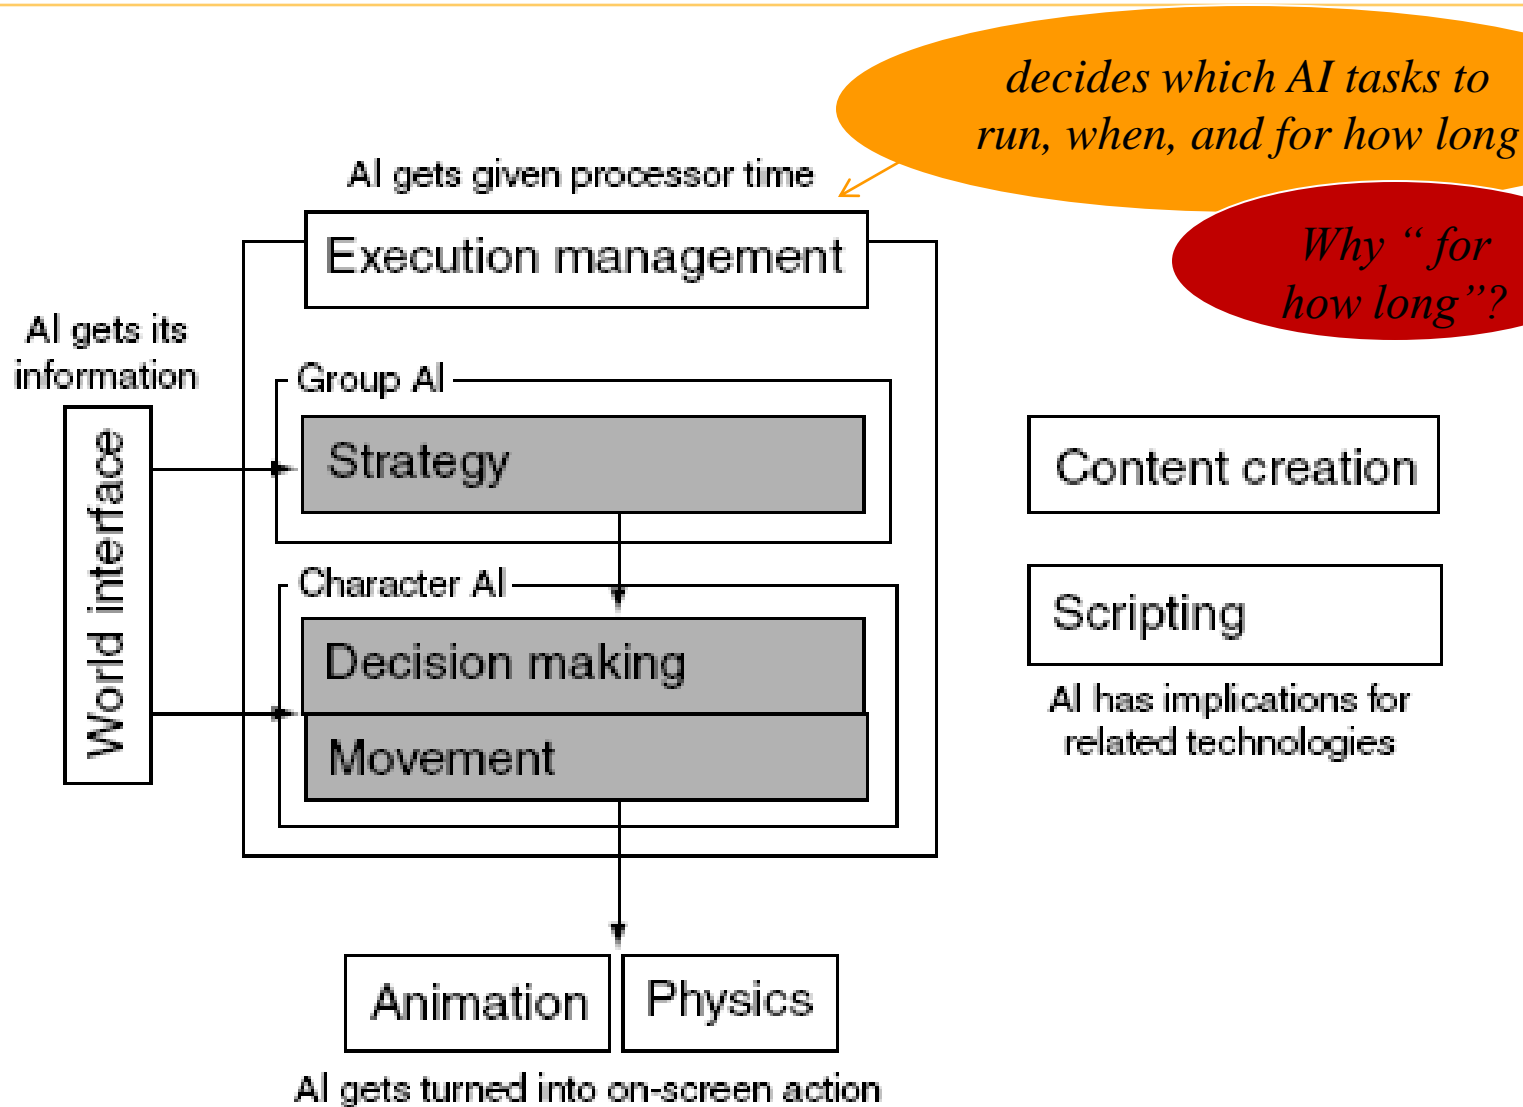 decides which AI tasks to
run, when, and for how long
AI gets given processor time
Why “ for
how long”?
Execution management
AI gets its
information
Group AI
Strategy
World interface
Content creation
Character AI
Decision making
Scripting
Movement
AI has implications for
related technologies
Animation
Physics
AI gets turned into on-screen action